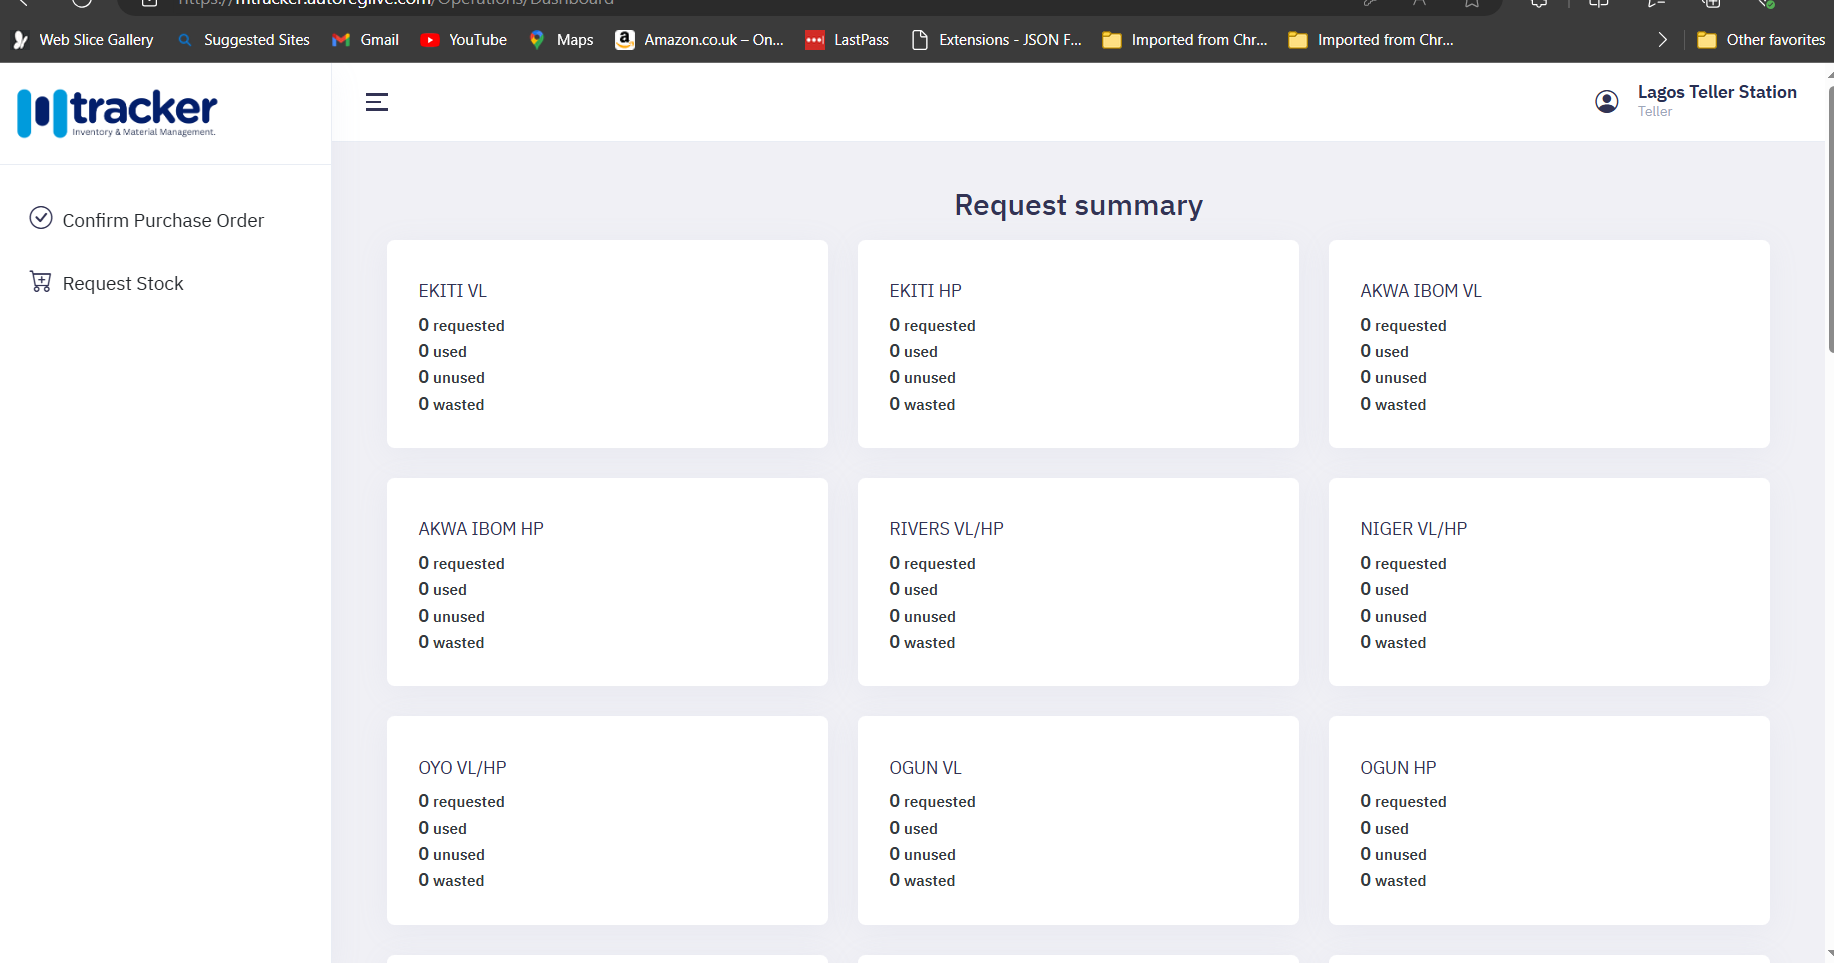 https://mtracker.autoreglive.com/Operations/Dashboard
Web Slice Gallery
Suggested Sites
Gmail
YouTube
Maps
Amazon.co.uk – On...
LastPass
Extensions - JSON F...
Imported from Chr...
Imported from Chr...
Other favorites
mtracker
Inventory & Material Management.
Lagos Teller Station
Teller
Confirm Purchase Order
Request Stock
Request summary
EKITI VL
0 requested
0 used
0 unused
0 wasted
EKITI HP
0 requested
0 used
0 unused
0 wasted
AKWA IBOM VL
0 requested
0 used
0 unused
0 wasted
AKWA IBOM HP
0 requested
0 used
0 unused
0 wasted
RIVERS VL/HP
0 requested
0 used
0 unused
0 wasted
NIGER VL/HP
0 requested
0 used
0 unused
0 wasted
OYO VL/HP
0 requested
0 used
0 unused
0 wasted
OGUN VL
0 requested
0 used
0 unused
0 wasted
OGUN HP
0 requested
0 used
0 unused
0 wasted